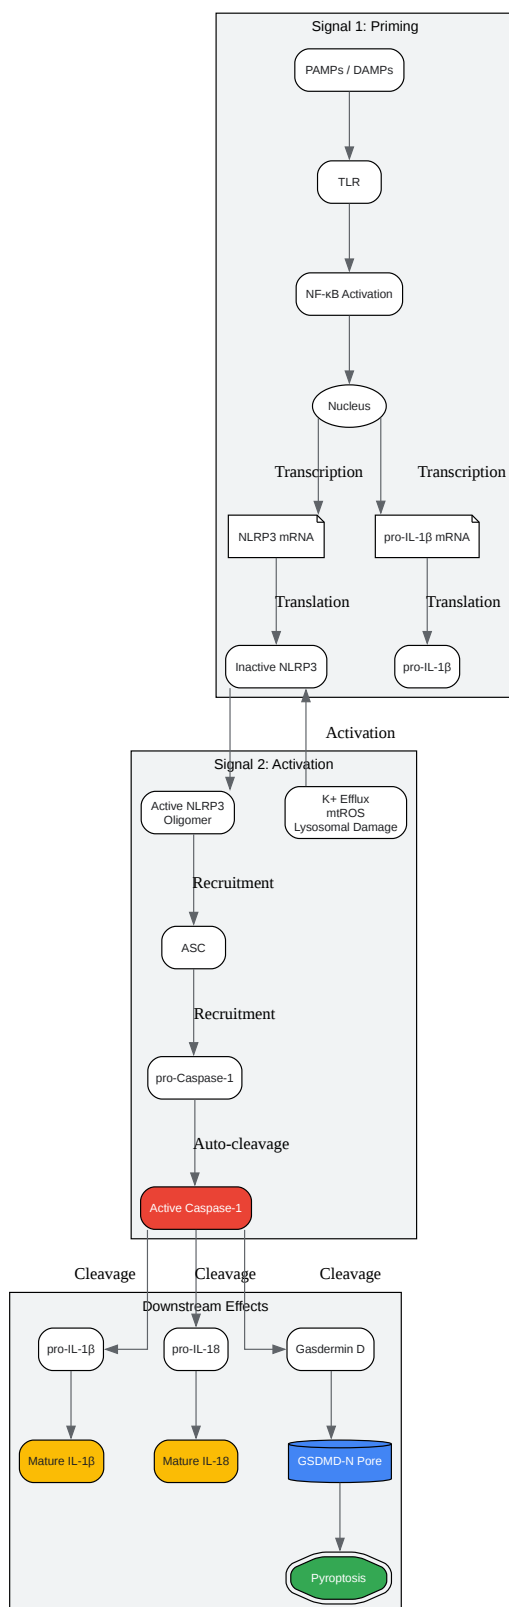 Signal 1: Priming
PAMPs / DAMPs
TLR
NF-κB Activation
Nucleus
Transcription
Transcription
NLRP3 mRNA
pro-IL-1β mRNA
Translation
Translation
Inactive NLRP3
pro-IL-1β
Activation
Signal 2: Activation
Active NLRP3
Oligomer
K+ Efflux
mtROS
Lysosomal Damage
Recruitment
ASC
Recruitment
pro-Caspase-1
Auto-cleavage
Active Caspase-1
Cleavage
Cleavage
Cleavage
Downstream Effects
pro-IL-1β
pro-IL-18
Gasdermin D
Mature IL-1β
Mature IL-18
GSDMD-N Pore
Pyroptosis